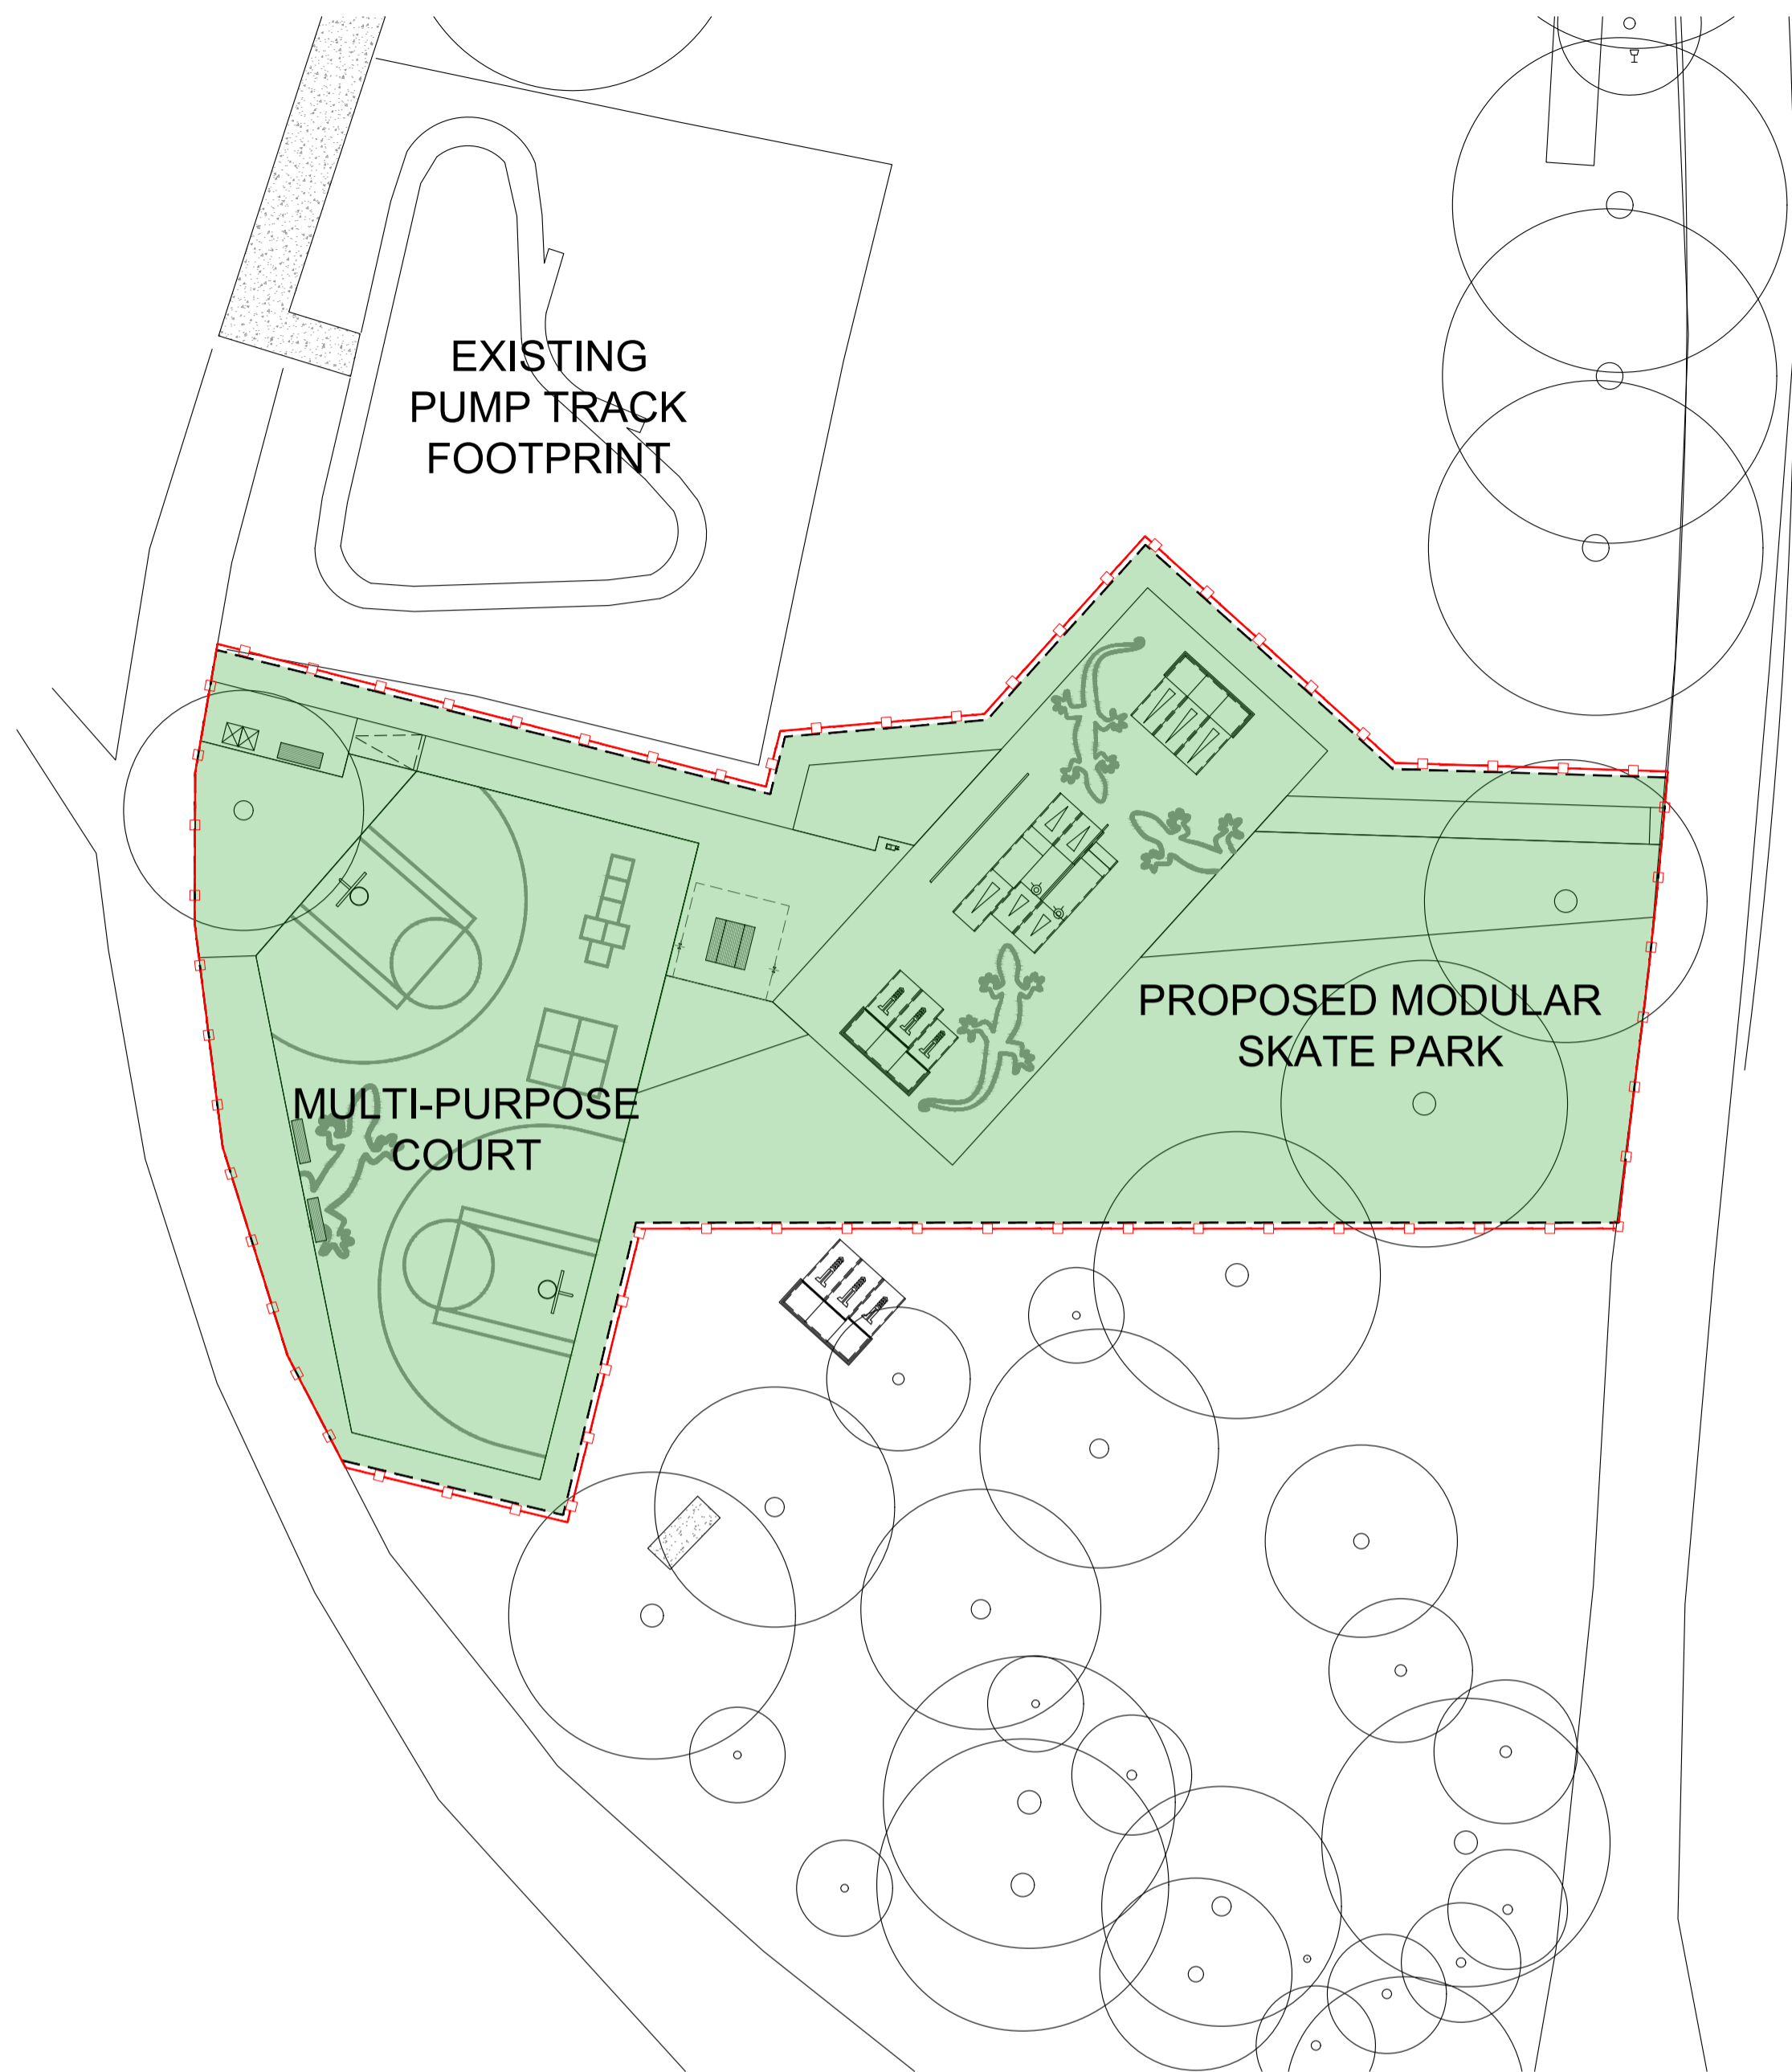 EXISTING
PUMP TRACK
FOOTPRINT
PROPOSED MODULAR
SKATE PARK
MULTI-PURPOSE
COURT